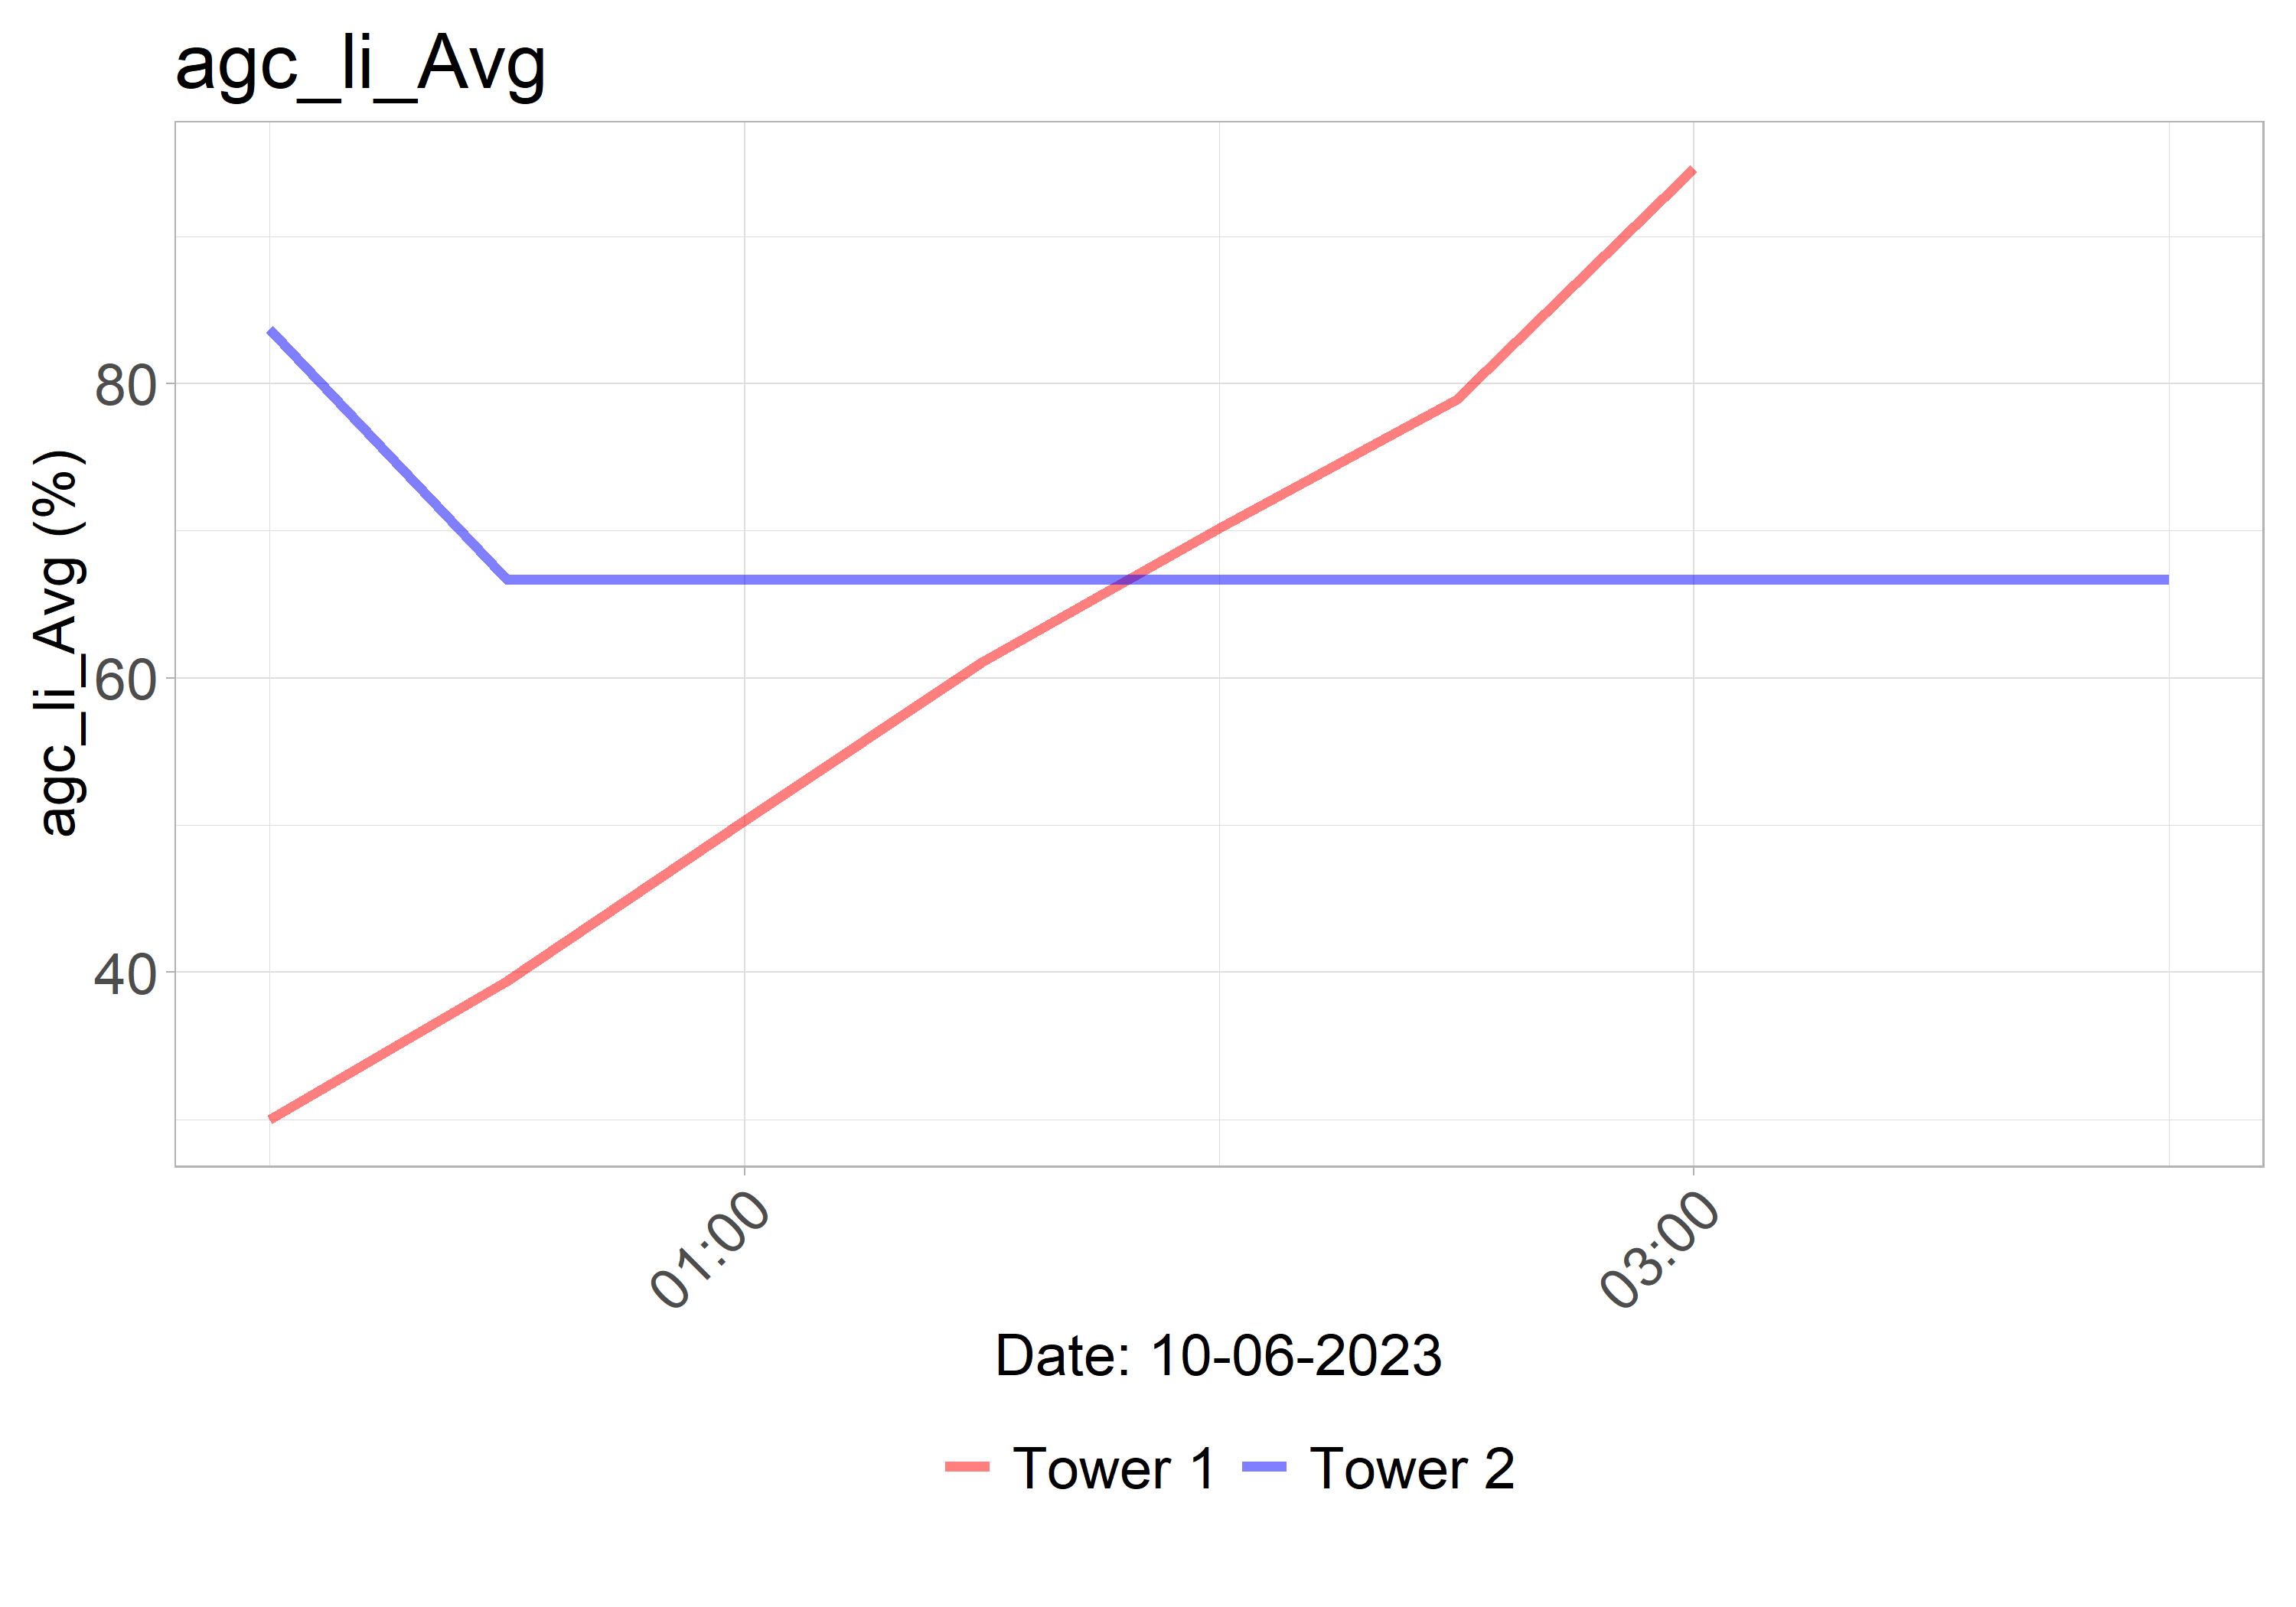 agc_li_Avg
agc_li_Avg (%)
80
60
40
01:00
03:00
Date: 10-06-2023
Tower 1
Tower 2